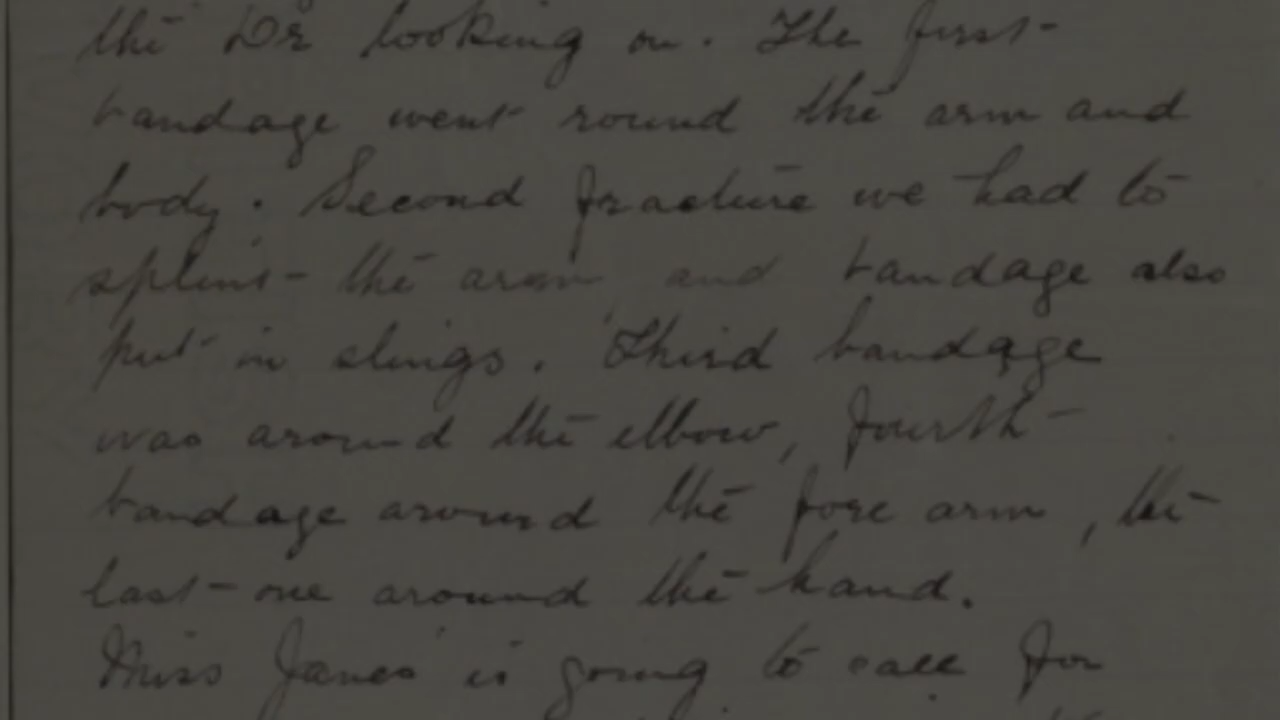 the Dr looking on. The first
bandage went round the arm and
body. Second fracture we had to
splint the arm and bandage also
put in slings. Third bandage
was around the elbow, fourth
bandage around the fore arm, the
last one around the hand.
Miss Janes is going to call for